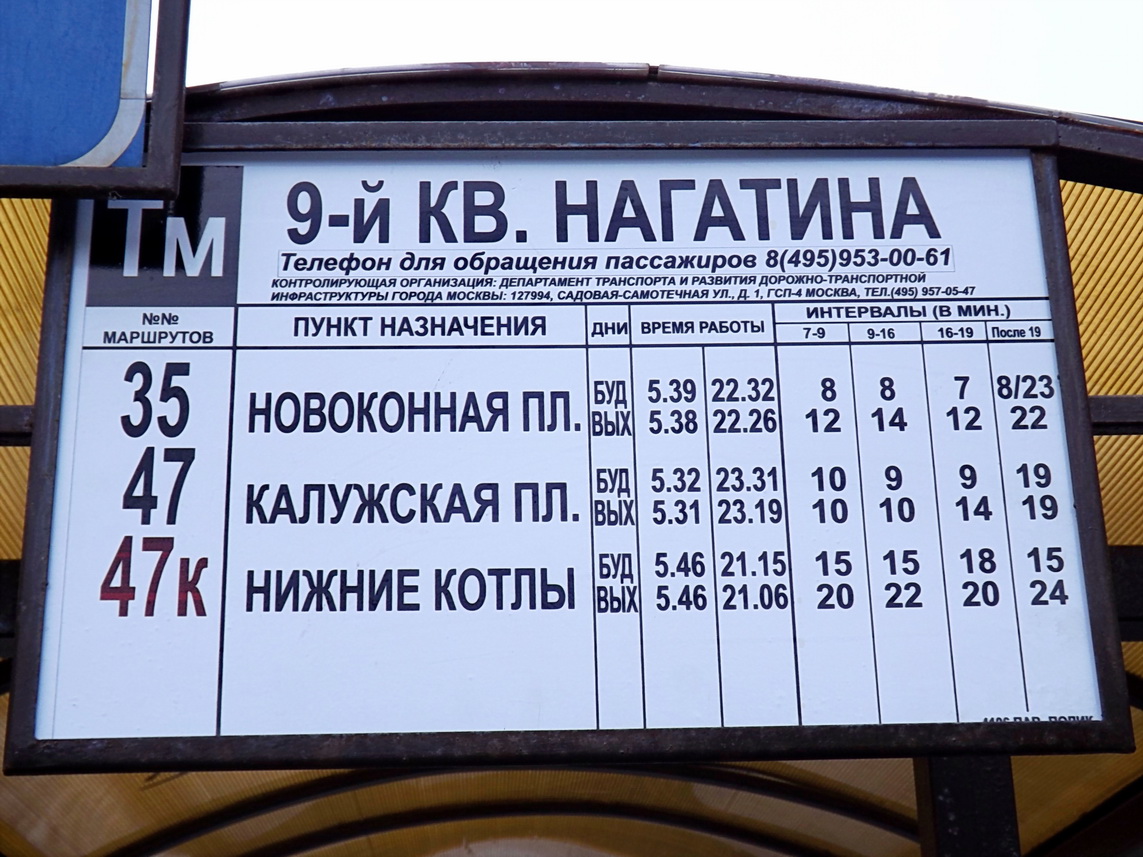 Тм
9-й КВ. НАГАТИНА
Телефон для обращения пассажиров 8(495)953-00-61
КОНТРОЛИРУЮЩАЯ ОРГАНИЗАЦИЯ: ДЕПАРТАМЕНТ ТРАНСПОРТА И РАЗВИТИЯ ДОРОЖНО-ТРАНСПОРТНОЙ
ИНФРАСТРУКТУРЫ ГОРОДА МОСКВЫ: 127994, САДОВАЯ-САМОТЕЧНАЯ УЛ., Д. 1, ГСП-4 МОСКВА, ТЕЛ.(495) 957-05-47
№№ МАРШРУТОВ ПУНКТ НАЗНАЧЕНИЯ ДНИ ВРЕМЯ РАБОТЫ ИНТЕРВАЛЫ (В МИН.)
7-9 9-16 16-19 После 19
35 НОВОКОННАЯ ПЛ. БУД 5.39 22.32 8 8 7 8/23
ВЫХ 5.38 22.26 12 14 12 22
47 КАЛУЖСКАЯ ПЛ. БУД 5.32 23.31 10 9 9 19
ВЫХ 5.31 23.19 10 10 14 19
47к НИЖНИЕ КОТЛЫ БУД 5.46 21.15 15 15 18 15
ВЫХ 5.46 21.06 20 22 20 24